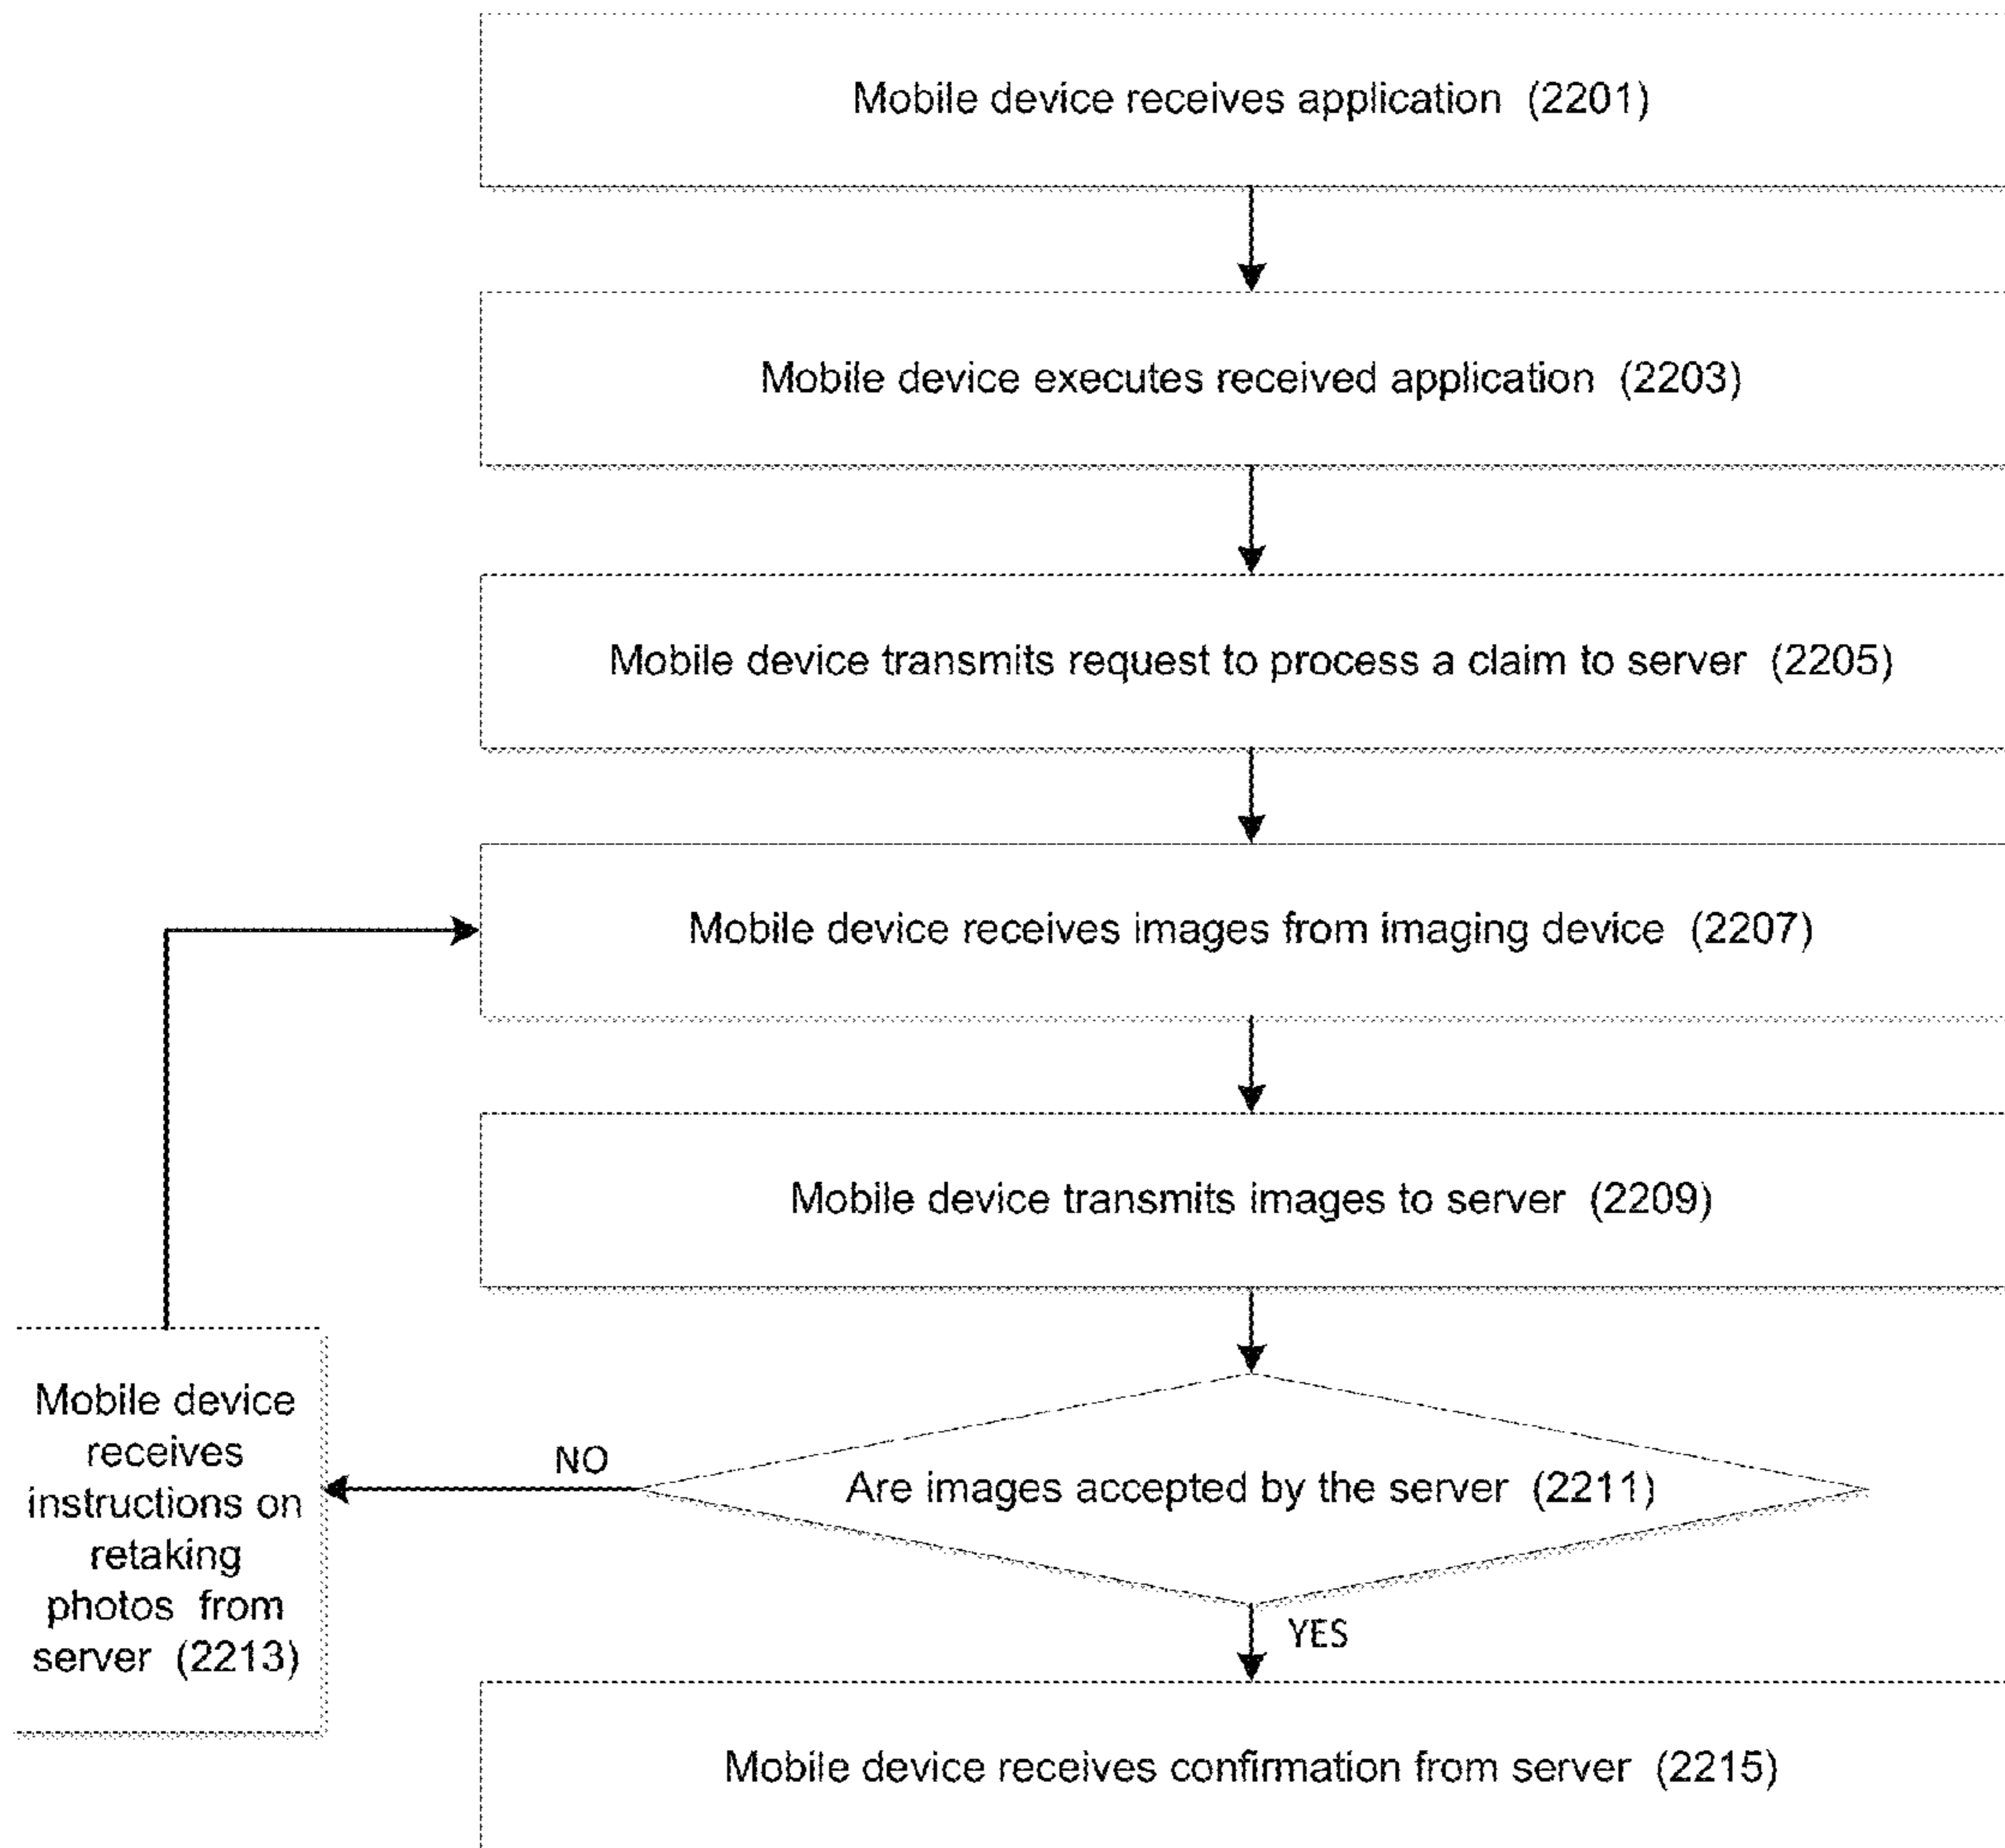 Mobile device receives application (2201)
Mobile device executes received application (2203)
Mobile device transmits request to process a claim to server (2205)
Mobile device receives images from imaging device (2207)
Mobile device transmits images to server (2209)
Are images accepted by the server (2211)
NO
Mobile device
receives
instructions on
retaking
photos from
server (2213)
YES
Mobile device receives confirmation from server (2215)